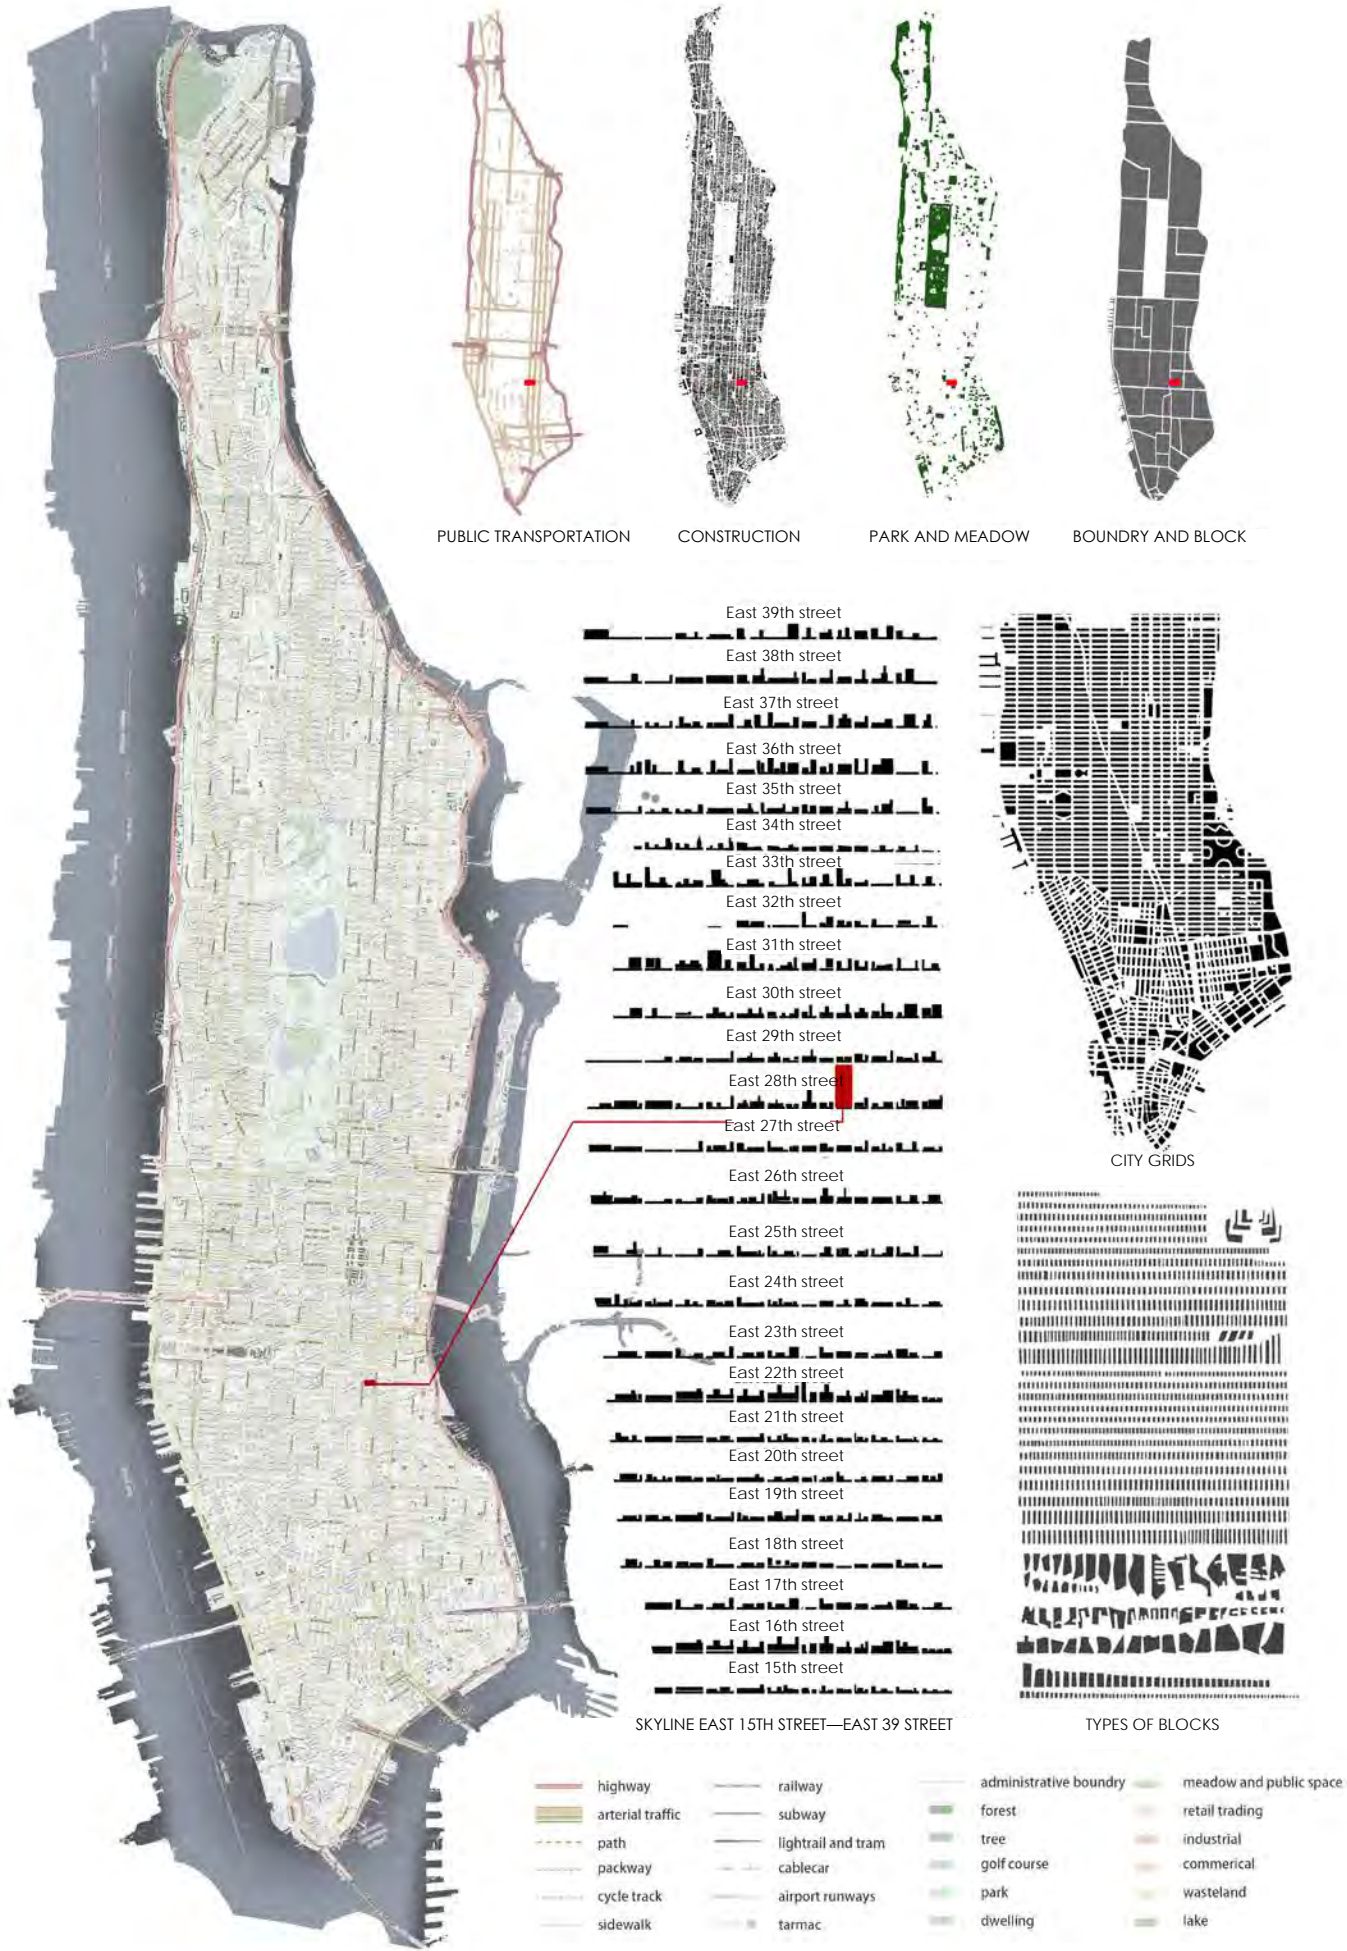 PUBLIC TRANSPORTATION
CONSTRUCTION
PARK AND MEADOW
BOUNDRY AND BLOCK
East 39th street
East 38th street
East 37th street
East 36th street
East 35th street
East 34th street
East 33th street
East 32th street
East 31th street
East 30th street
East 29th street
East 28th street
East 27th street
East 26th street
East 25th street
East 24th street
East 23th street
East 22th street
East 21th street
East 20th street
East 19th street
East 18th street
East 17th street
East 16th street
East 15th street
SKYLINE EAST 15TH STREET—EAST 39 STREET
CITY GRIDS
TYPES OF BLOCKS
highway
arterial traffic
path
packway
cycle track
sidewalk
railway
subway
lightrail and tram
cablecar
airport runways
tarmac
administrative boundry
forest
tree
golf course
park
dwelling
meadow and public space
retail trading
industrial
commerical
wasteland
lake